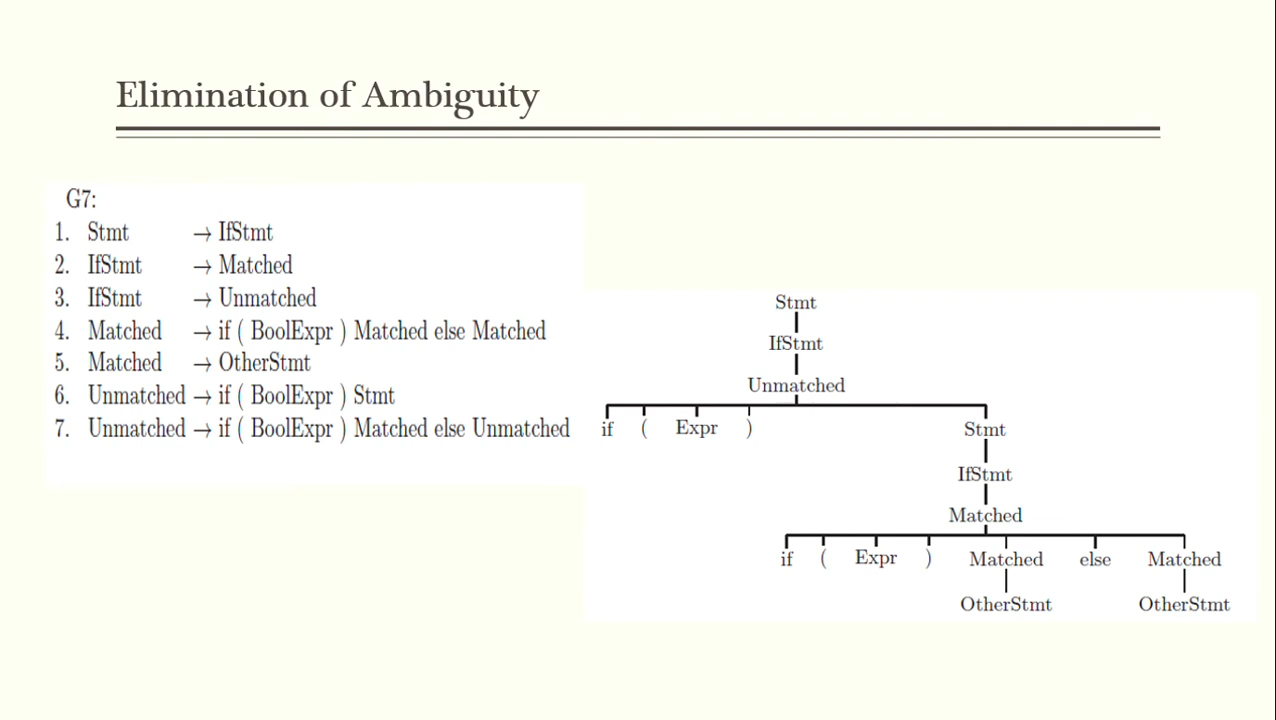 Elimination of Ambiguity
G7:
1. Stmt → IfStmt
2. IfStmt → Matched
3. IfStmt → Unmatched
4. Matched → if ( BoolExpr ) Matched else Matched
5. Matched → OtherStmt
6. Unmatched → if ( BoolExpr ) Stmt
7. Unmatched → if ( BoolExpr ) Matched else Unmatched
Stmt
IfStmt
Unmatched
if ( Expr ) Stmt
IfStmt
Matched
if ( Expr ) Matched else Matched
OtherStmt OtherStmt